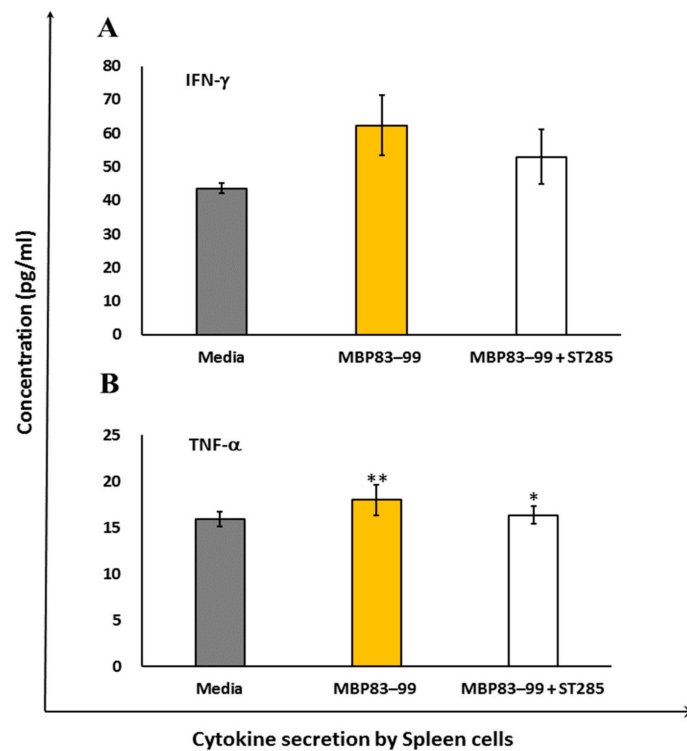 A
IFN-γ
80
70
60
50
40
30
20
10
0
Media MBP83–99 MBP83–99 + ST285
Concentration (pg/ml)
B
TNF-α
25
20
15
10
5
0
** *
Media MBP83–99 MBP83–99 + ST285
Cytokine secretion by Spleen cells